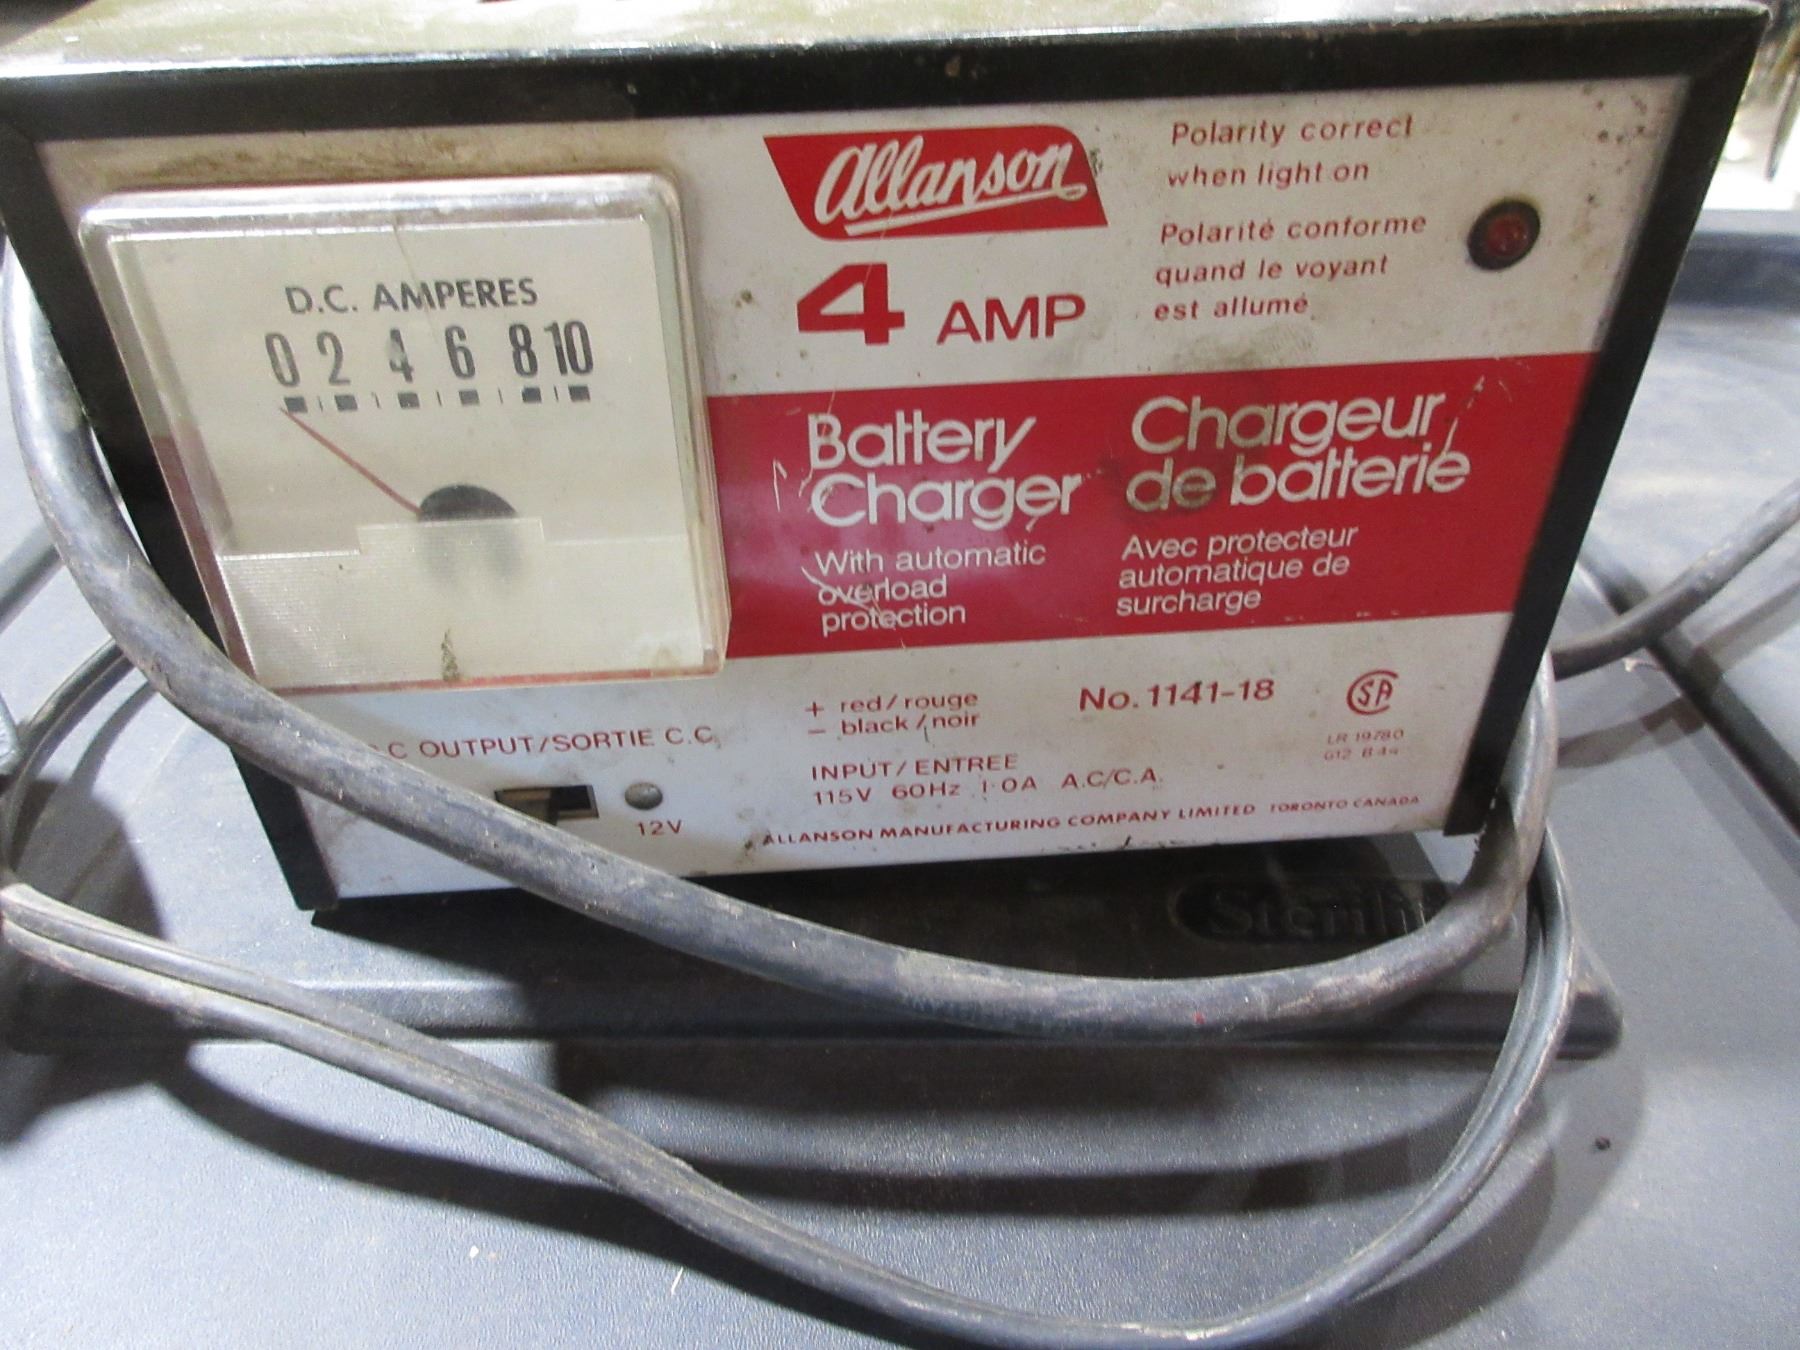 D.C. AMPERES
0 2 4 6 8 10
Allanson
4 AMP
Polarity correct
when light on
Polarité conforme
quand le voyant
est allumé
Battery
Charger
With automatic
overload
protection
Chargeur
de batterie
Avec protecteur
automatique de
surcharge
C OUTPUT/SORTIE C.C.
12V
+ red/rouge
- black/noir
No. 1141-18
INPUT/ENTREE
115V 60Hz 1·0A A.C/C.A.
SA
LR 19780
ALLANSON MANUFACTURING COMPANY LIMITED TORONTO CANADA